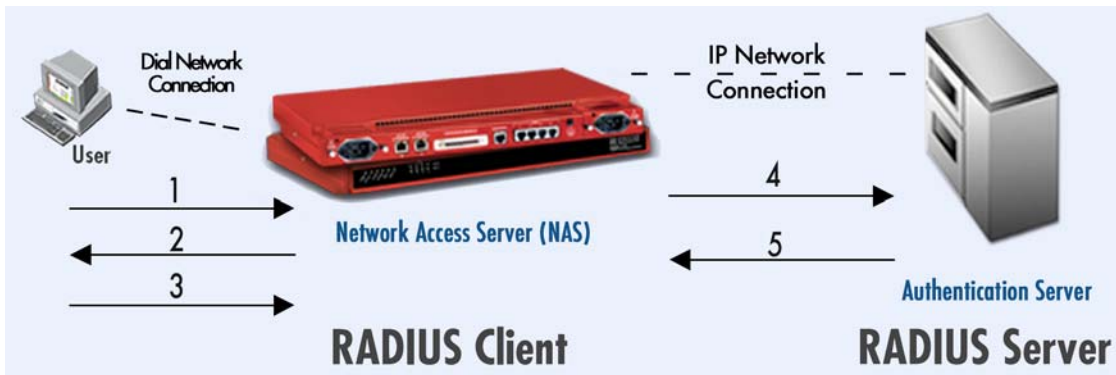 Dial Network
Connection
IP Network
Connection
User
1
2
3
4
5
Network Access Server (NAS)
Authentication Server
RADIUS Client
RADIUS Server